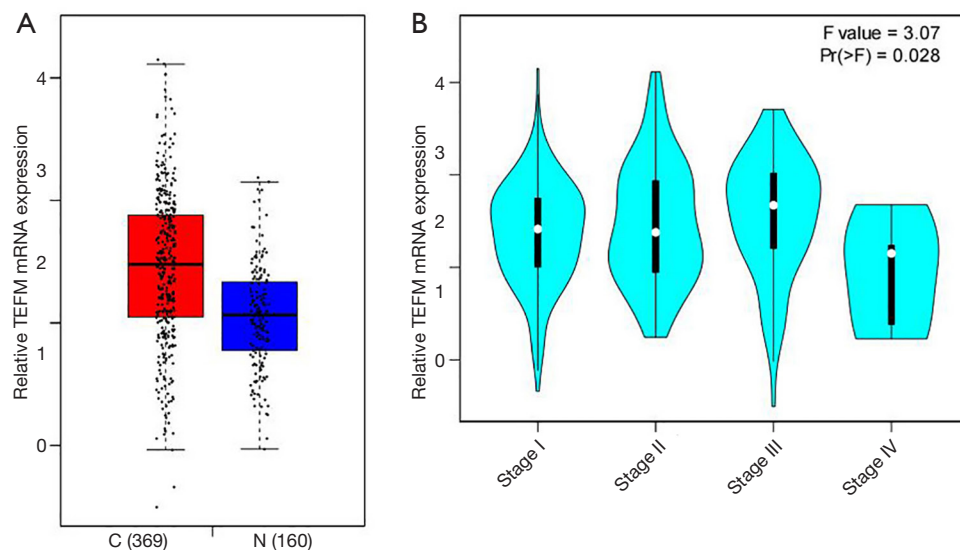 A
Relative TEFM mRNA expression
4
3
2
1
0
C (369)
N (160)
B
F value = 3.07
Pr(>F) = 0.028
Relative TEFM mRNA expression
4
3
2
1
0
Stage I
Stage II
Stage III
Stage IV